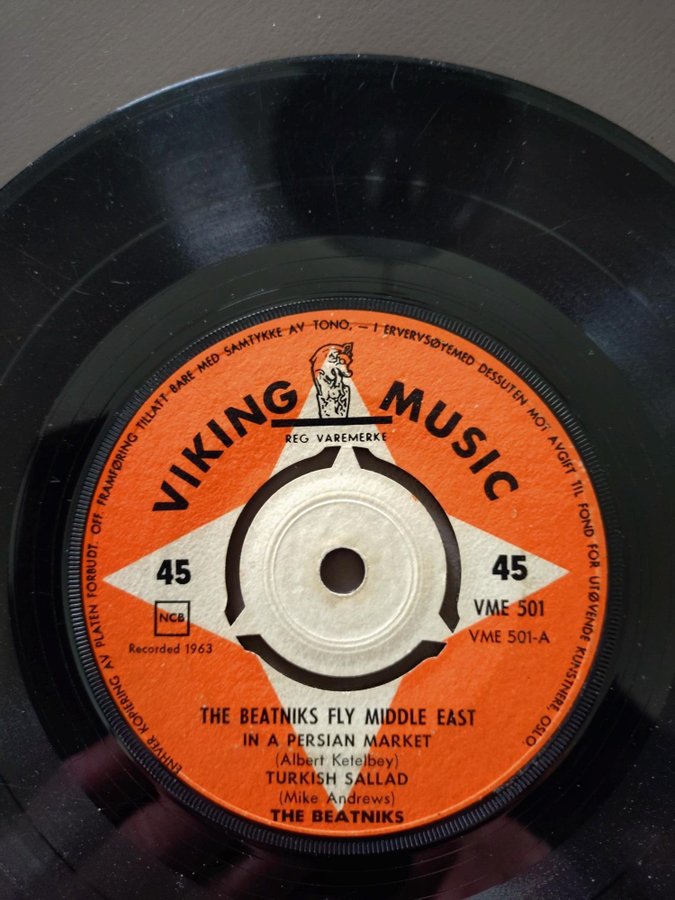 ENHVER KOPIERING AV PLATEN FORBUDT. OFF. FRAMFØRING TILLATT BARE MED SAMTYKKE AV TONO, – I ERVERVSØYEMED DESSUTEN MOT AVGIFT TIL FOND FOR UTØVENDE KUNSTNERE, OSLO.
VIKING MUSIC
REG VAREMERKE
45 45
NCB VME 501
Recorded 1963 VME 501-A
THE BEATNIKS FLY MIDDLE EAST
IN A PERSIAN MARKET
(Albert Ketelbey)
TURKISH SALLAD
(Mike Andrews)
THE BEATNIKS